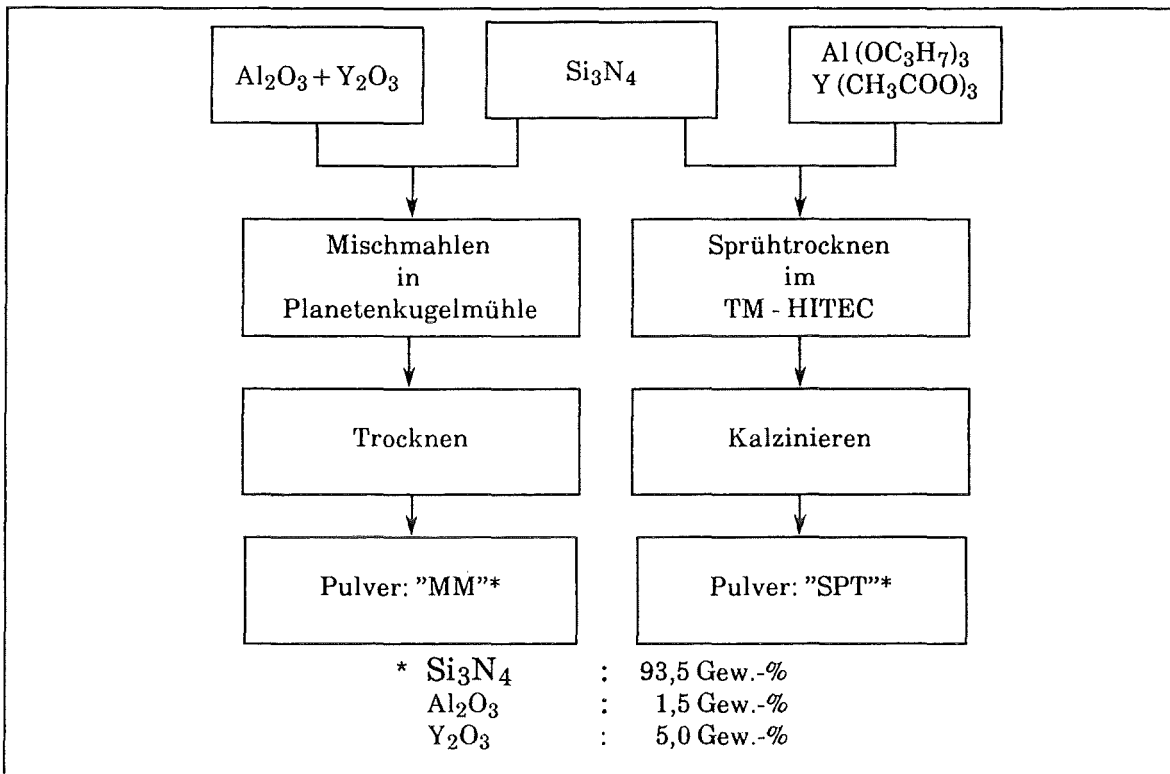 Al₂O₃ + Y₂O₃
Si₃N₄
Al (OC₃H₇)₃
Y (CH₃COO)₃
Mischmahlen
in
Planetenkugelmühle
Sprühtrocknen
im
TM - HITEC
Trocknen
Kalzinieren
Pulver: ”MM”*
Pulver: ”SPT”*
* Si₃N₄ : 93,5 Gew.-%
Al₂O₃ : 1,5 Gew.-%
Y₂O₃ : 5,0 Gew.-%